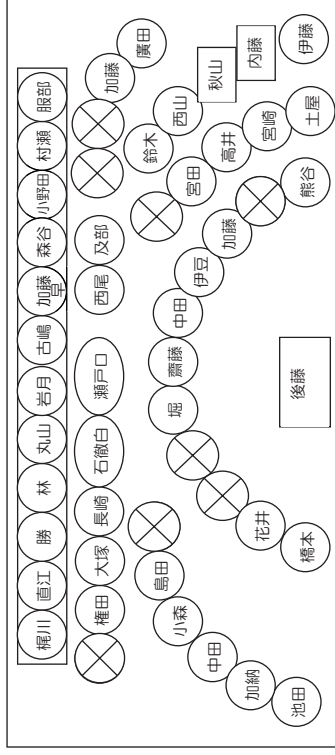 梶川 直江 勝 林 丸山 岩月 古嶋 加藤早 森谷 小野田 村瀬 服部
権田 大塚 長崎 石徹白 瀬戸口 西尾 及部 加藤 廣田
池田 加納 中田 小森 島田 鈴木 西山 秋山 内藤 伊藤
橋本 花井 堀 齋藤 中田 伊豆 加藤 宮田 高井 宮崎 土屋
熊谷
後藤